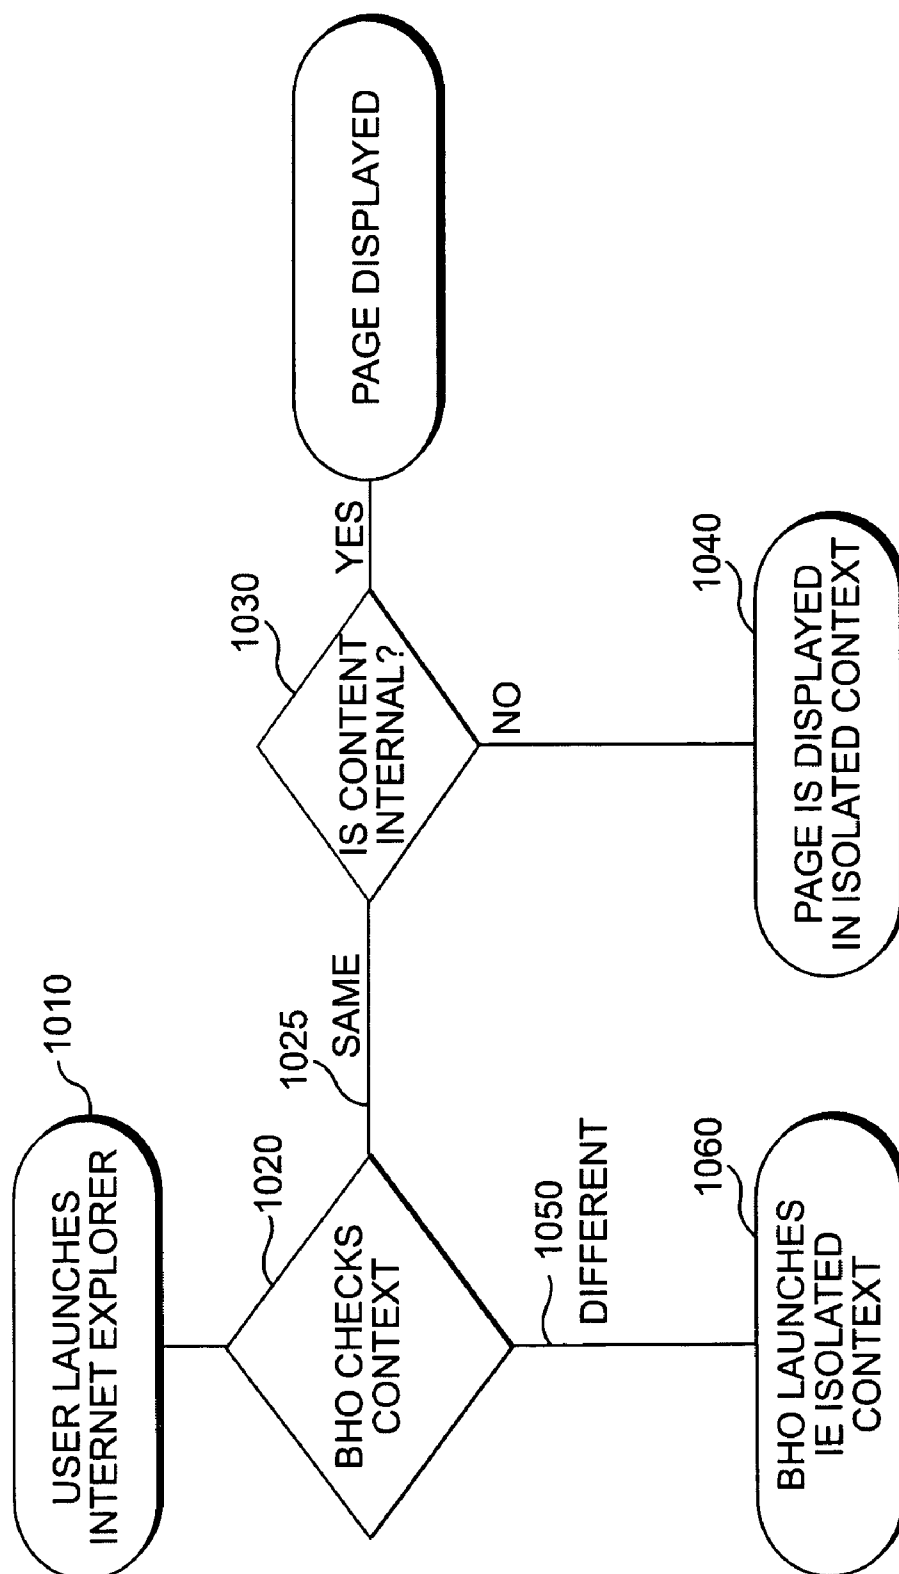 USER LAUNCHES
INTERNET EXPLORER
1010
BHO CHECKS
CONTEXT
1020
1025
SAME
IS CONTENT
INTERNAL?
1030
YES
PAGE DISPLAYED
NO
1040
PAGE IS DISPLAYED
IN ISOLATED CONTEXT
1050
DIFFERENT
1060
BHO LAUNCHES
IE ISOLATED
CONTEXT